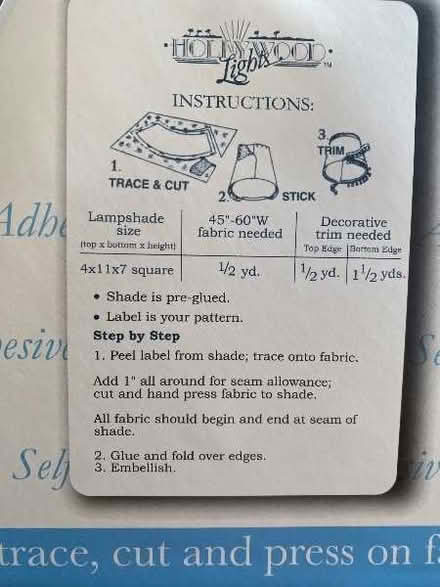 HOLLYWOOD
Lights TM
INSTRUCTIONS:
1.
TRACE & CUT
2. STICK
3.
TRIM
Lampshade size (top x bottom x height)
45"-60"W fabric needed
Decorative trim needed
Top Edge Bottom Edge
4x11x7 square 1/2 yd. 1/2 yd. 1 1/2 yds.
• Shade is pre-glued.
• Label is your pattern.
Step by Step
1. Peel label from shade; trace onto fabric.
Add 1" all around for seam allowance;
cut and hand press fabric to shade.
All fabric should begin and end at seam of
shade.
2. Glue and fold over edges.
3. Embellish.
Adhe
esive
Self
trace, cut and press on f